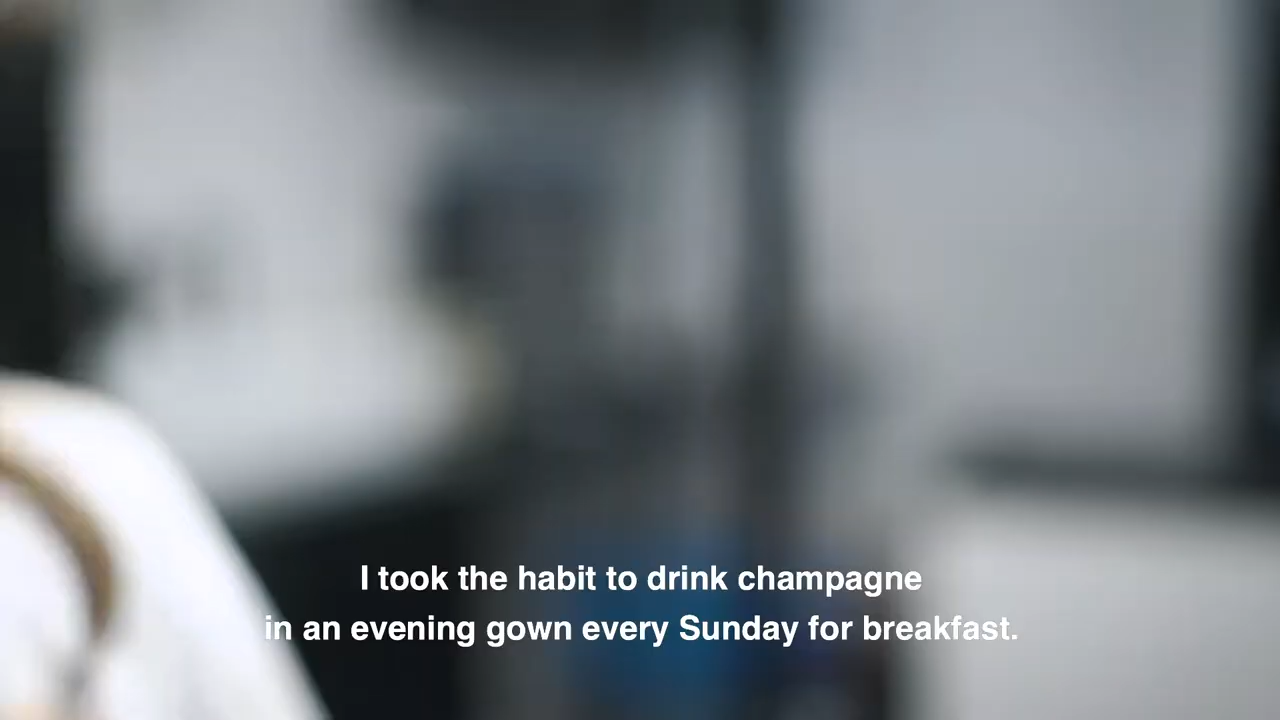 I took the habit to drink champagne
in an evening gown every Sunday for breakfast.